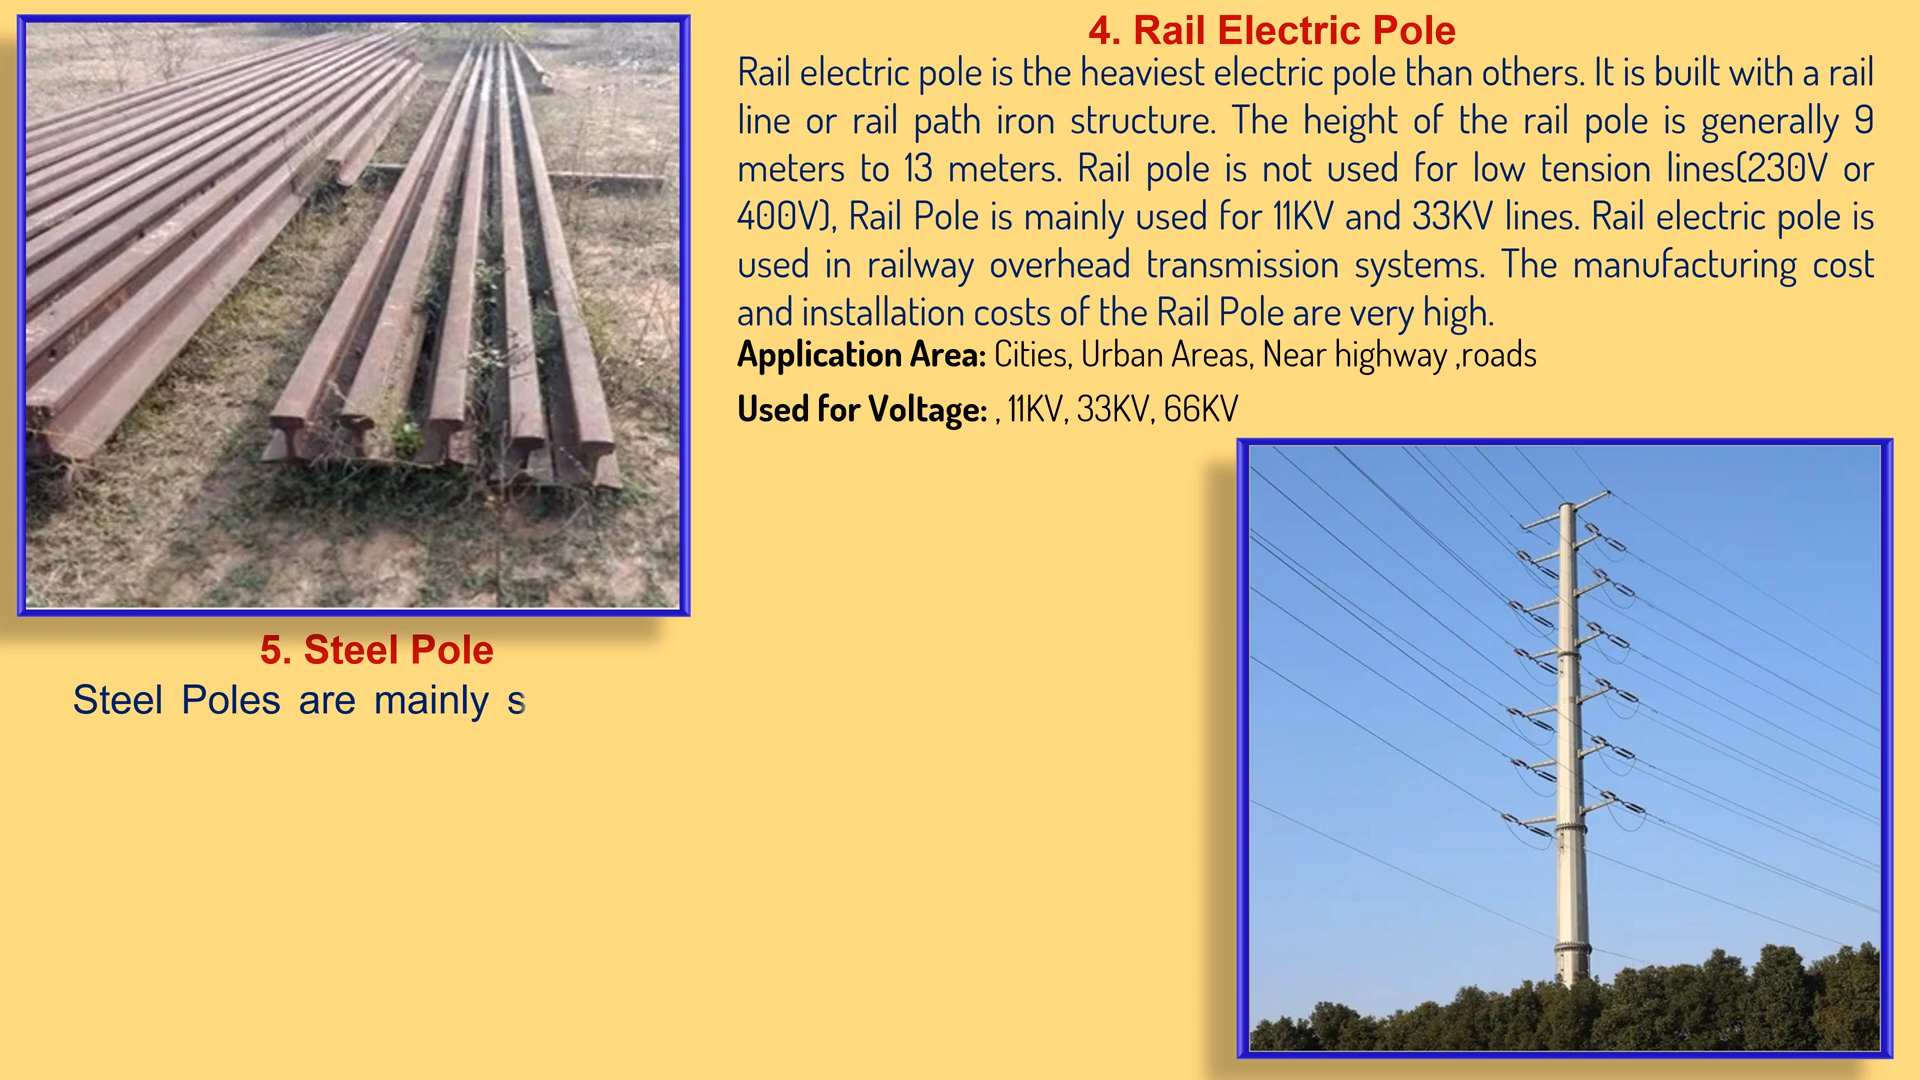 4. Rail Electric Pole
Rail electric pole is the heaviest electric pole than others. It is built with a rail
line or rail path iron structure. The height of the rail pole is generally 9
meters to 13 meters. Rail pole is not used for low tension lines(230V or
400V), Rail Pole is mainly used for 11KV and 33KV lines. Rail electric pole is
used in railway overhead transmission systems. The manufacturing cost
and installation costs of the Rail Pole are very high.
Application Area: Cities, Urban Areas, Near highway ,roads
Used for Voltage: , 11KV, 33KV, 66KV
5. Steel Pole
Steel Poles are mainly s